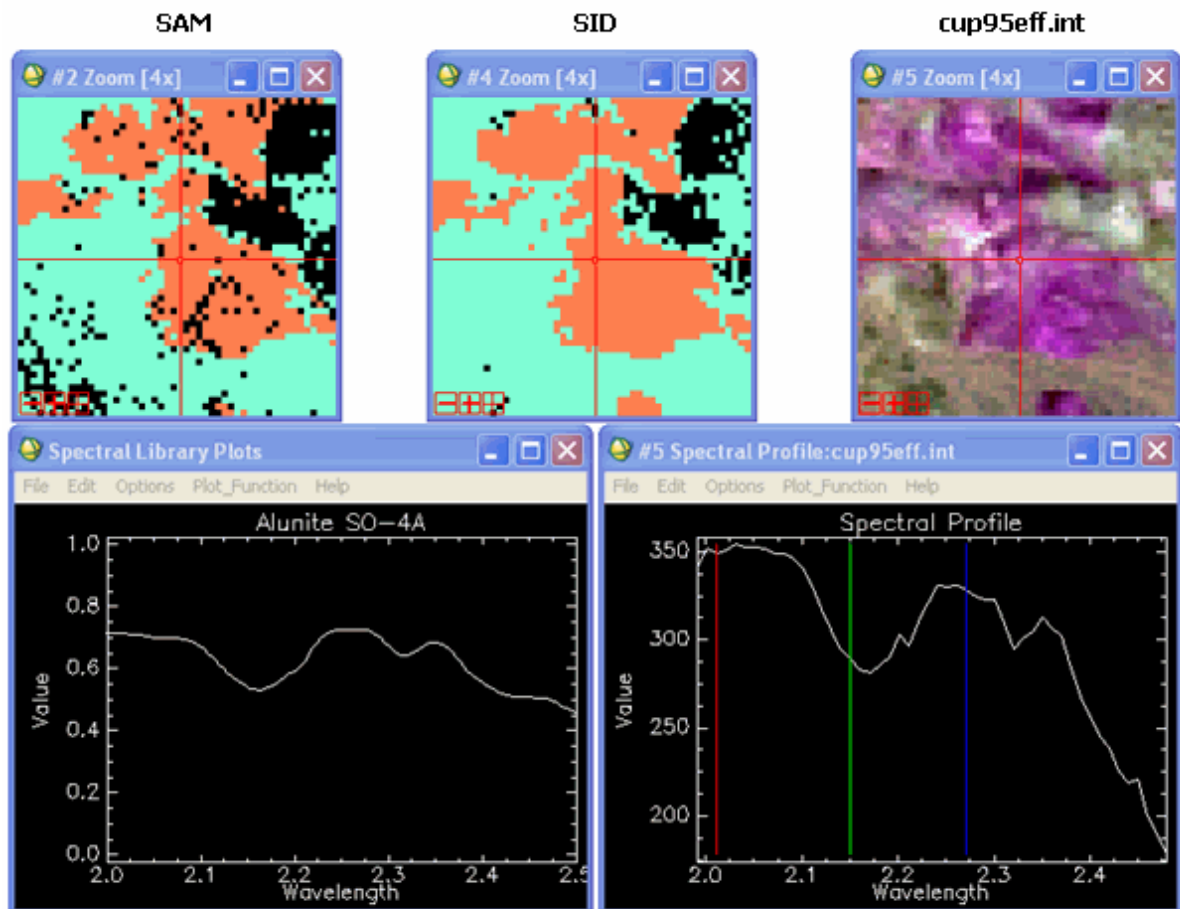 SAM SID cup95eff.int
#2 Zoom [4x] #4 Zoom [4x] #5 Zoom [4x]
Spectral Library Plots
File Edit Options Plot_Function Help
Alunite SO-4A
1.0
0.8
0.6
0.4
0.2
0.0
Value
2.0 2.1 2.2 2.3 2.4 2.5
Wavelength
#5 Spectral Profile:cup95eff.int
File Edit Options Plot_Function Help
Spectral Profile
350
300
250
200
Value
2.0 2.1 2.2 2.3 2.4
Wavelength